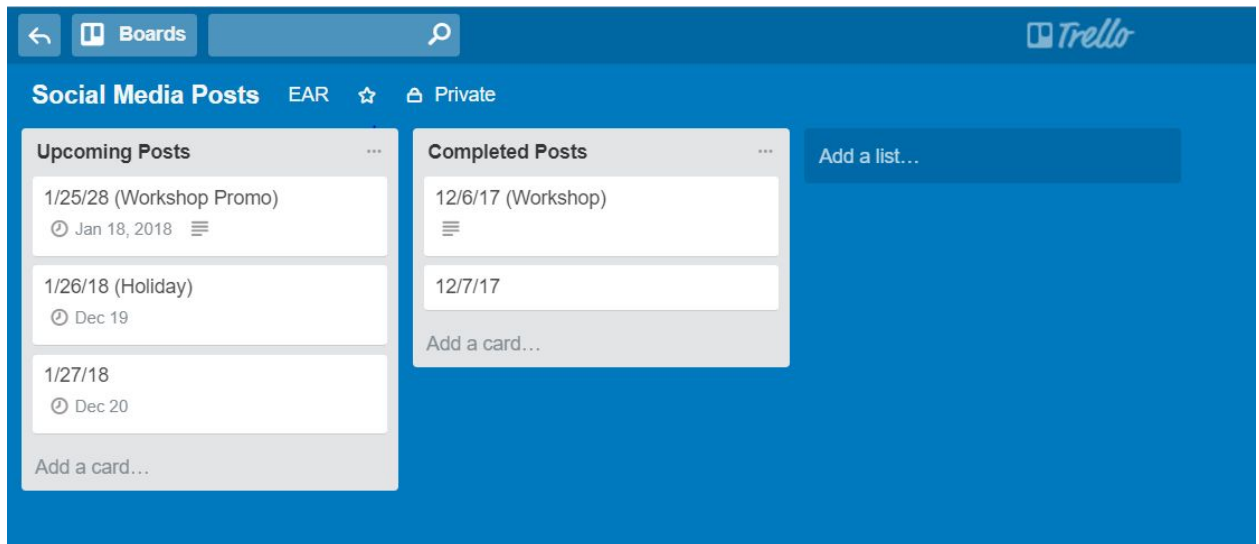 Boards
Trello
Social Media Posts EAR Private
Upcoming Posts
1/25/28 (Workshop Promo)
Jan 18, 2018
1/26/18 (Holiday)
Dec 19
1/27/18
Dec 20
Add a card…
Completed Posts
12/6/17 (Workshop)
12/7/17
Add a card…
Add a list…